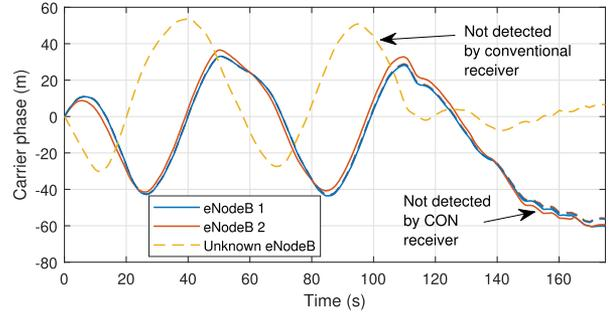 60
40
20
0
-20
-40
-60
-80
Carrier phase (m)
Not detected
by conventional
receiver
Not detected
by CON
receiver
eNodeB 1
eNodeB 2
Unknown eNodeB
0 20 40 60 80 100 120 140 160
Time (s)